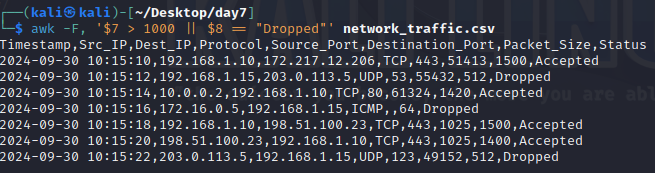 (kali㉿kali)-[~/Desktop/day7]
$ awk -F, '$7 > 1000 || $8 == "Dropped"' network_traffic.csv
Timestamp,Src_IP,Dest_IP,Protocol,Source_Port,Destination_Port,Packet_Size,Status
2024-09-30 10:15:10,192.168.1.10,172.217.12.206,TCP,443,51413,1500,Accepted
2024-09-30 10:15:12,192.168.1.15,203.0.113.5,UDP,53,55432,512,Dropped
2024-09-30 10:15:14,10.0.0.2,192.168.1.10,TCP,80,61324,1420,Accepted
2024-09-30 10:15:16,172.16.0.5,192.168.1.15,ICMP,,64,Dropped
2024-09-30 10:15:18,192.168.1.10,198.51.100.23,TCP,443,1025,1500,Accepted
2024-09-30 10:15:20,198.51.100.23,192.168.1.10,TCP,443,1025,1400,Accepted
2024-09-30 10:15:22,203.0.113.5,192.168.1.15,UDP,123,49152,512,Dropped